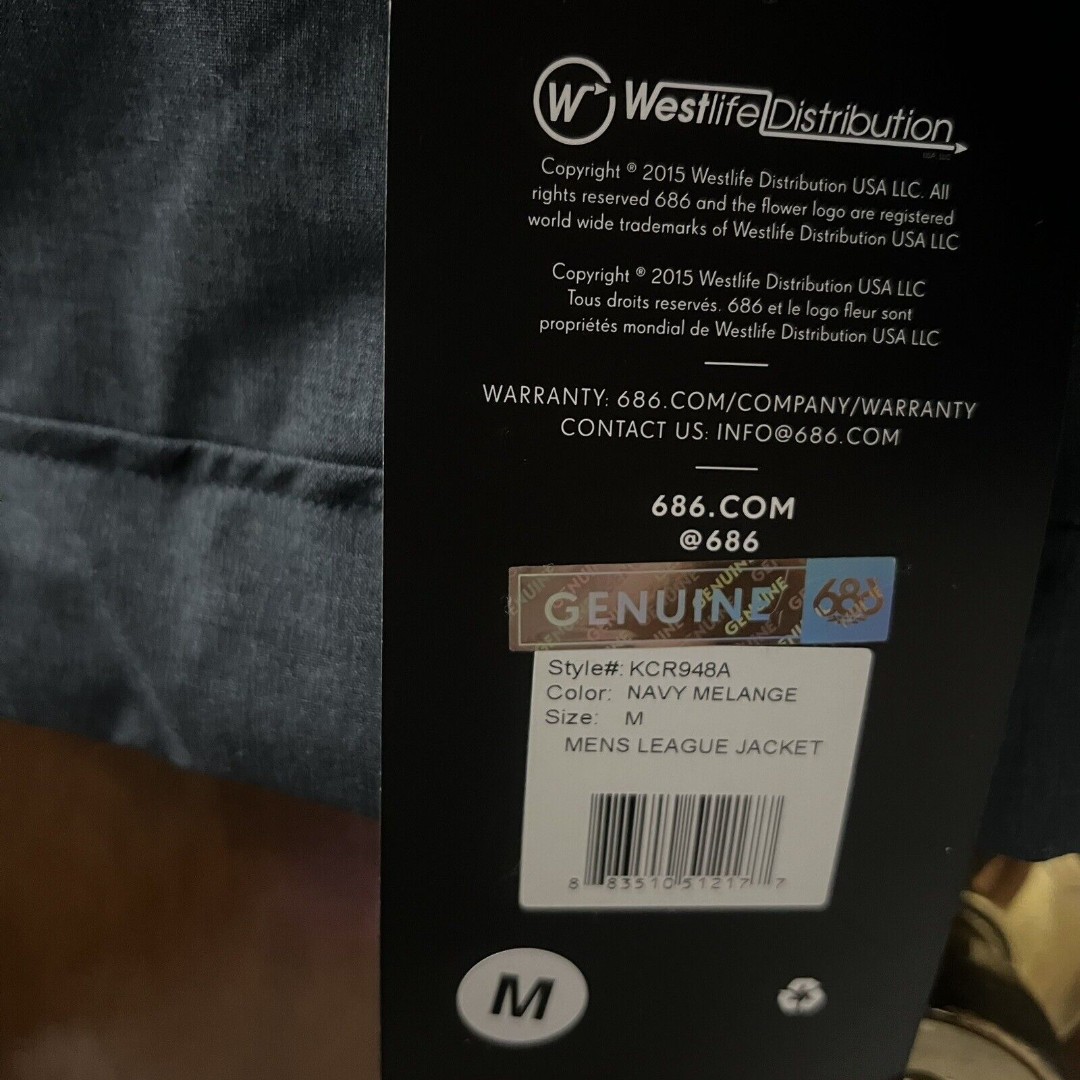 W Westlife Distribution
Copyright ® 2015 Westlife Distribution USA LLC. All
rights reserved 686 and the flower logo are registered
world wide trademarks of Westlife Distribution USA LLC
Copyright ® 2015 Westlife Distribution USA LLC
Tous droits reservés. 686 et le logo fleur sont
propriétés mondial de Westlife Distribution USA LLC
WARRANTY: 686.COM/COMPANY/WARRANTY
CONTACT US: INFO@686.COM
686.COM
@686
GENUINE 686
Style#: KCR948A
Color: NAVY MELANGE
Size: M
MENS LEAGUE JACKET
8 83510 51217 7
M